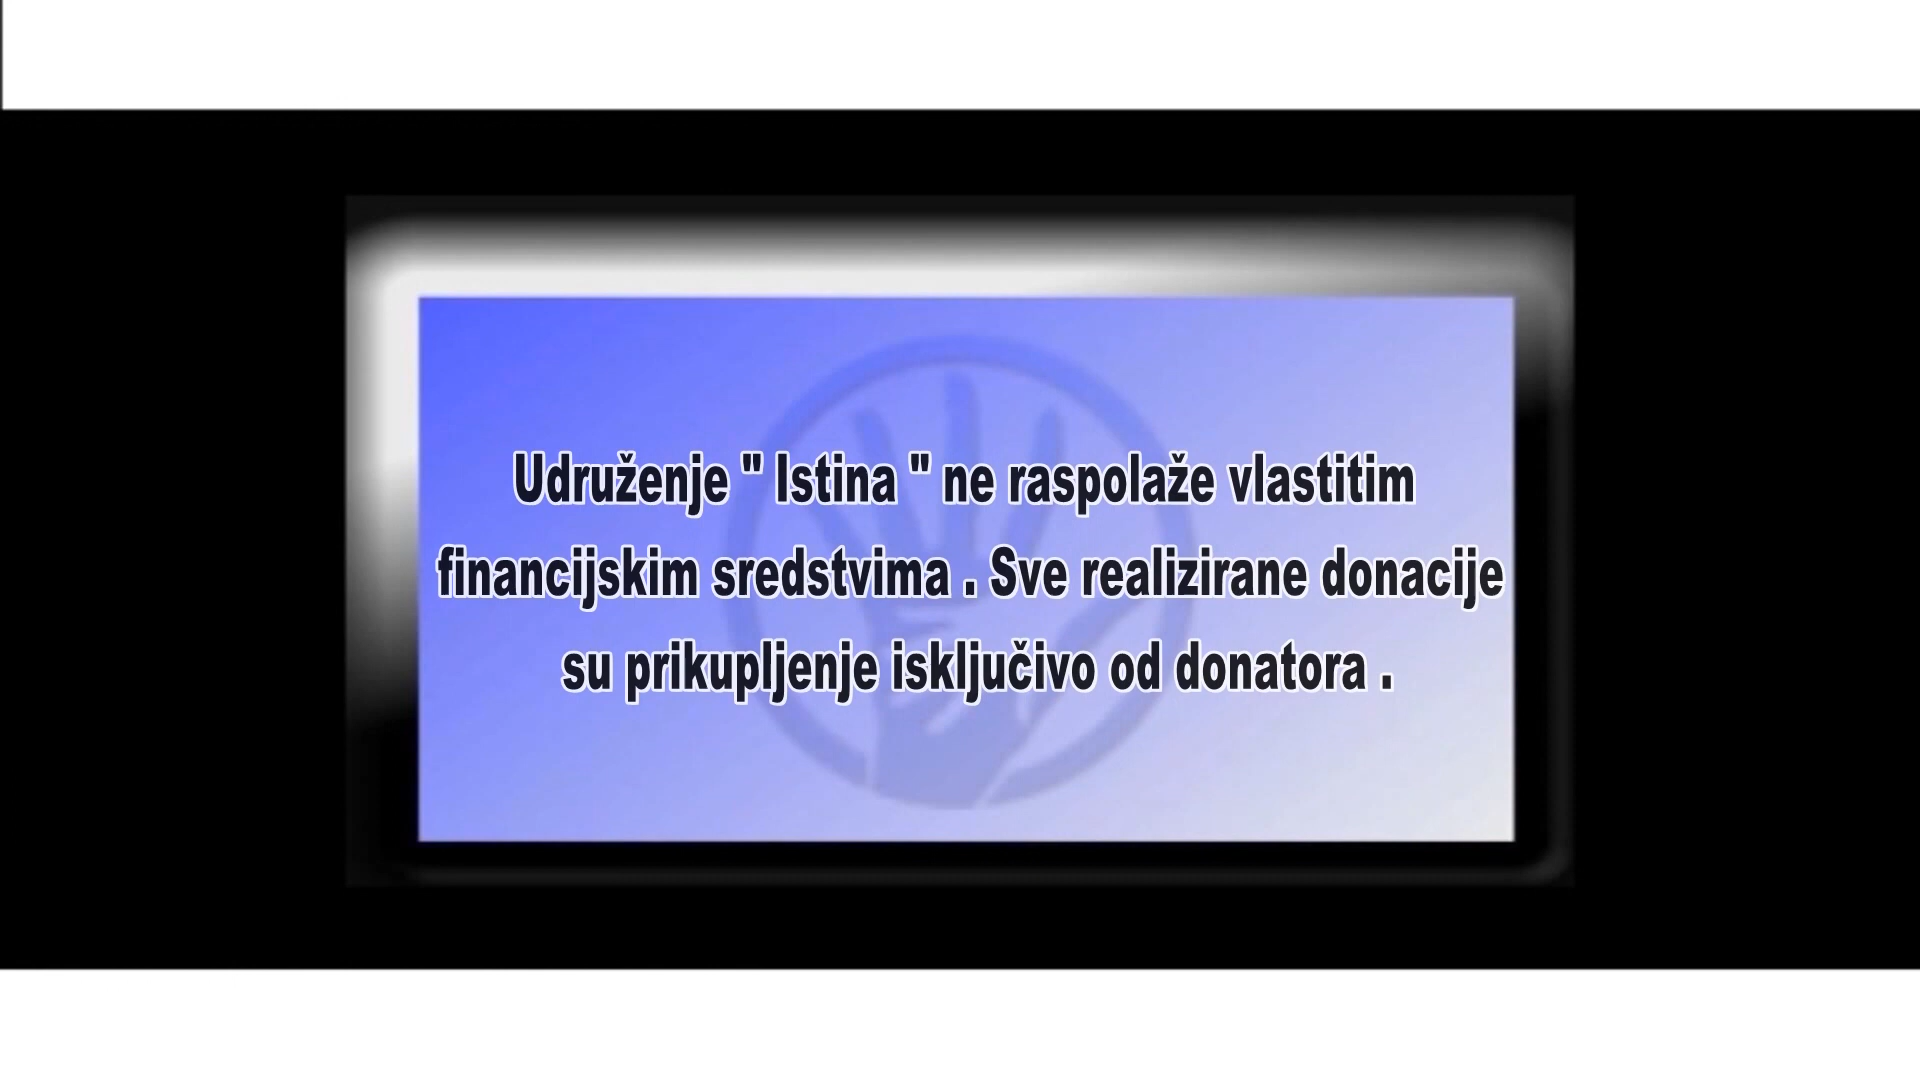 Udruženje " Istina " ne raspolaže vlastitim
financijskim sredstvima . Sve realizirane donacije
su prikupljenje isključivo od donatora .